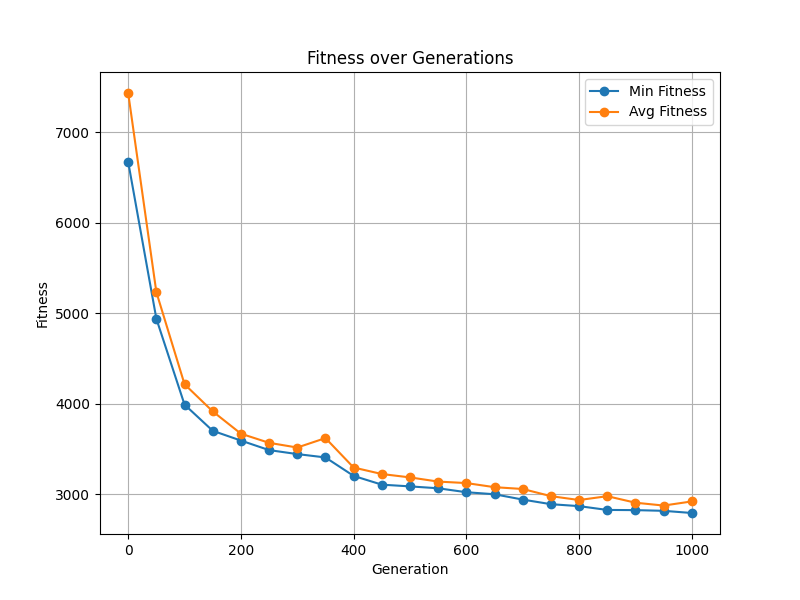 Fitness over Generations
Min Fitness
Avg Fitness
7000
6000
5000
4000
3000
Fitness
0 200 400 600 800 1000
Generation